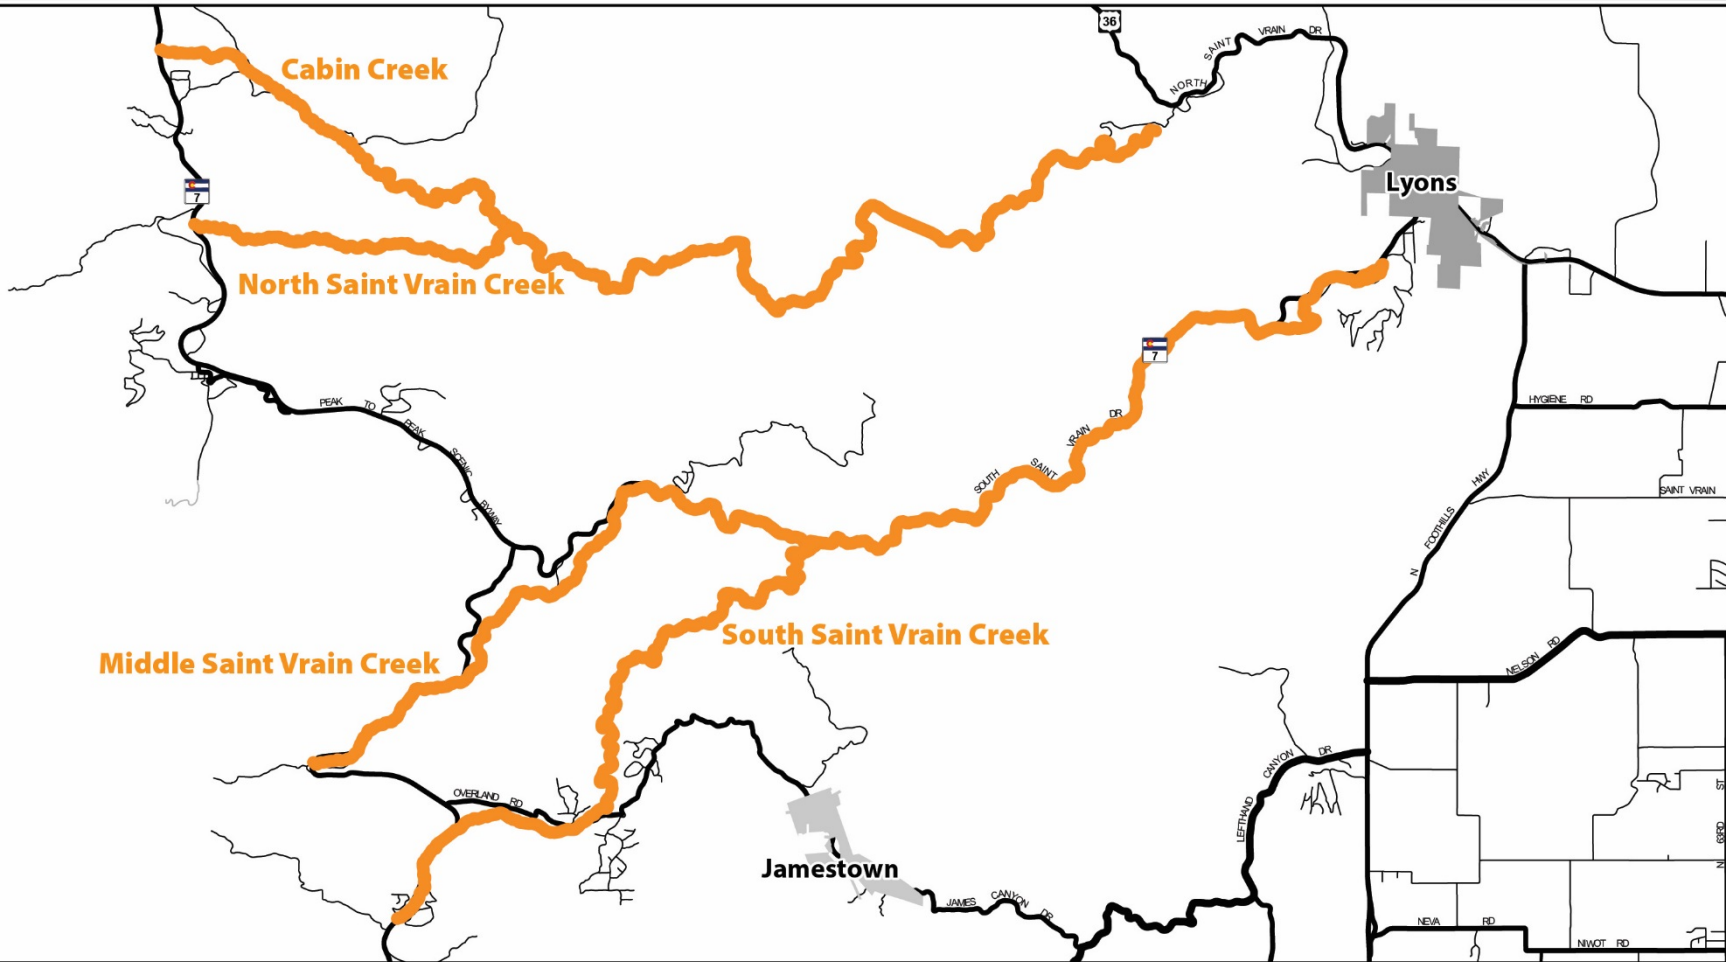 36
NORTH SAINT VRAIN DR
Cabin Creek
Lyons
7
North Saint Vrain Creek
7
PEAK TO PEAK SCENIC BYWAY
HYGIENE RD
SOUTH SAINT VRAIN DR
SAINT VRAIN
N FOOTHILLS HWY
South Saint Vrain Creek
Middle Saint Vrain Creek
NELSON RD
OVERLAND RD
LEFTHAND CANYON DR
N 63RD ST
Jamestown
JAMES CANYON DR
NEVA RD
NIWOT RD